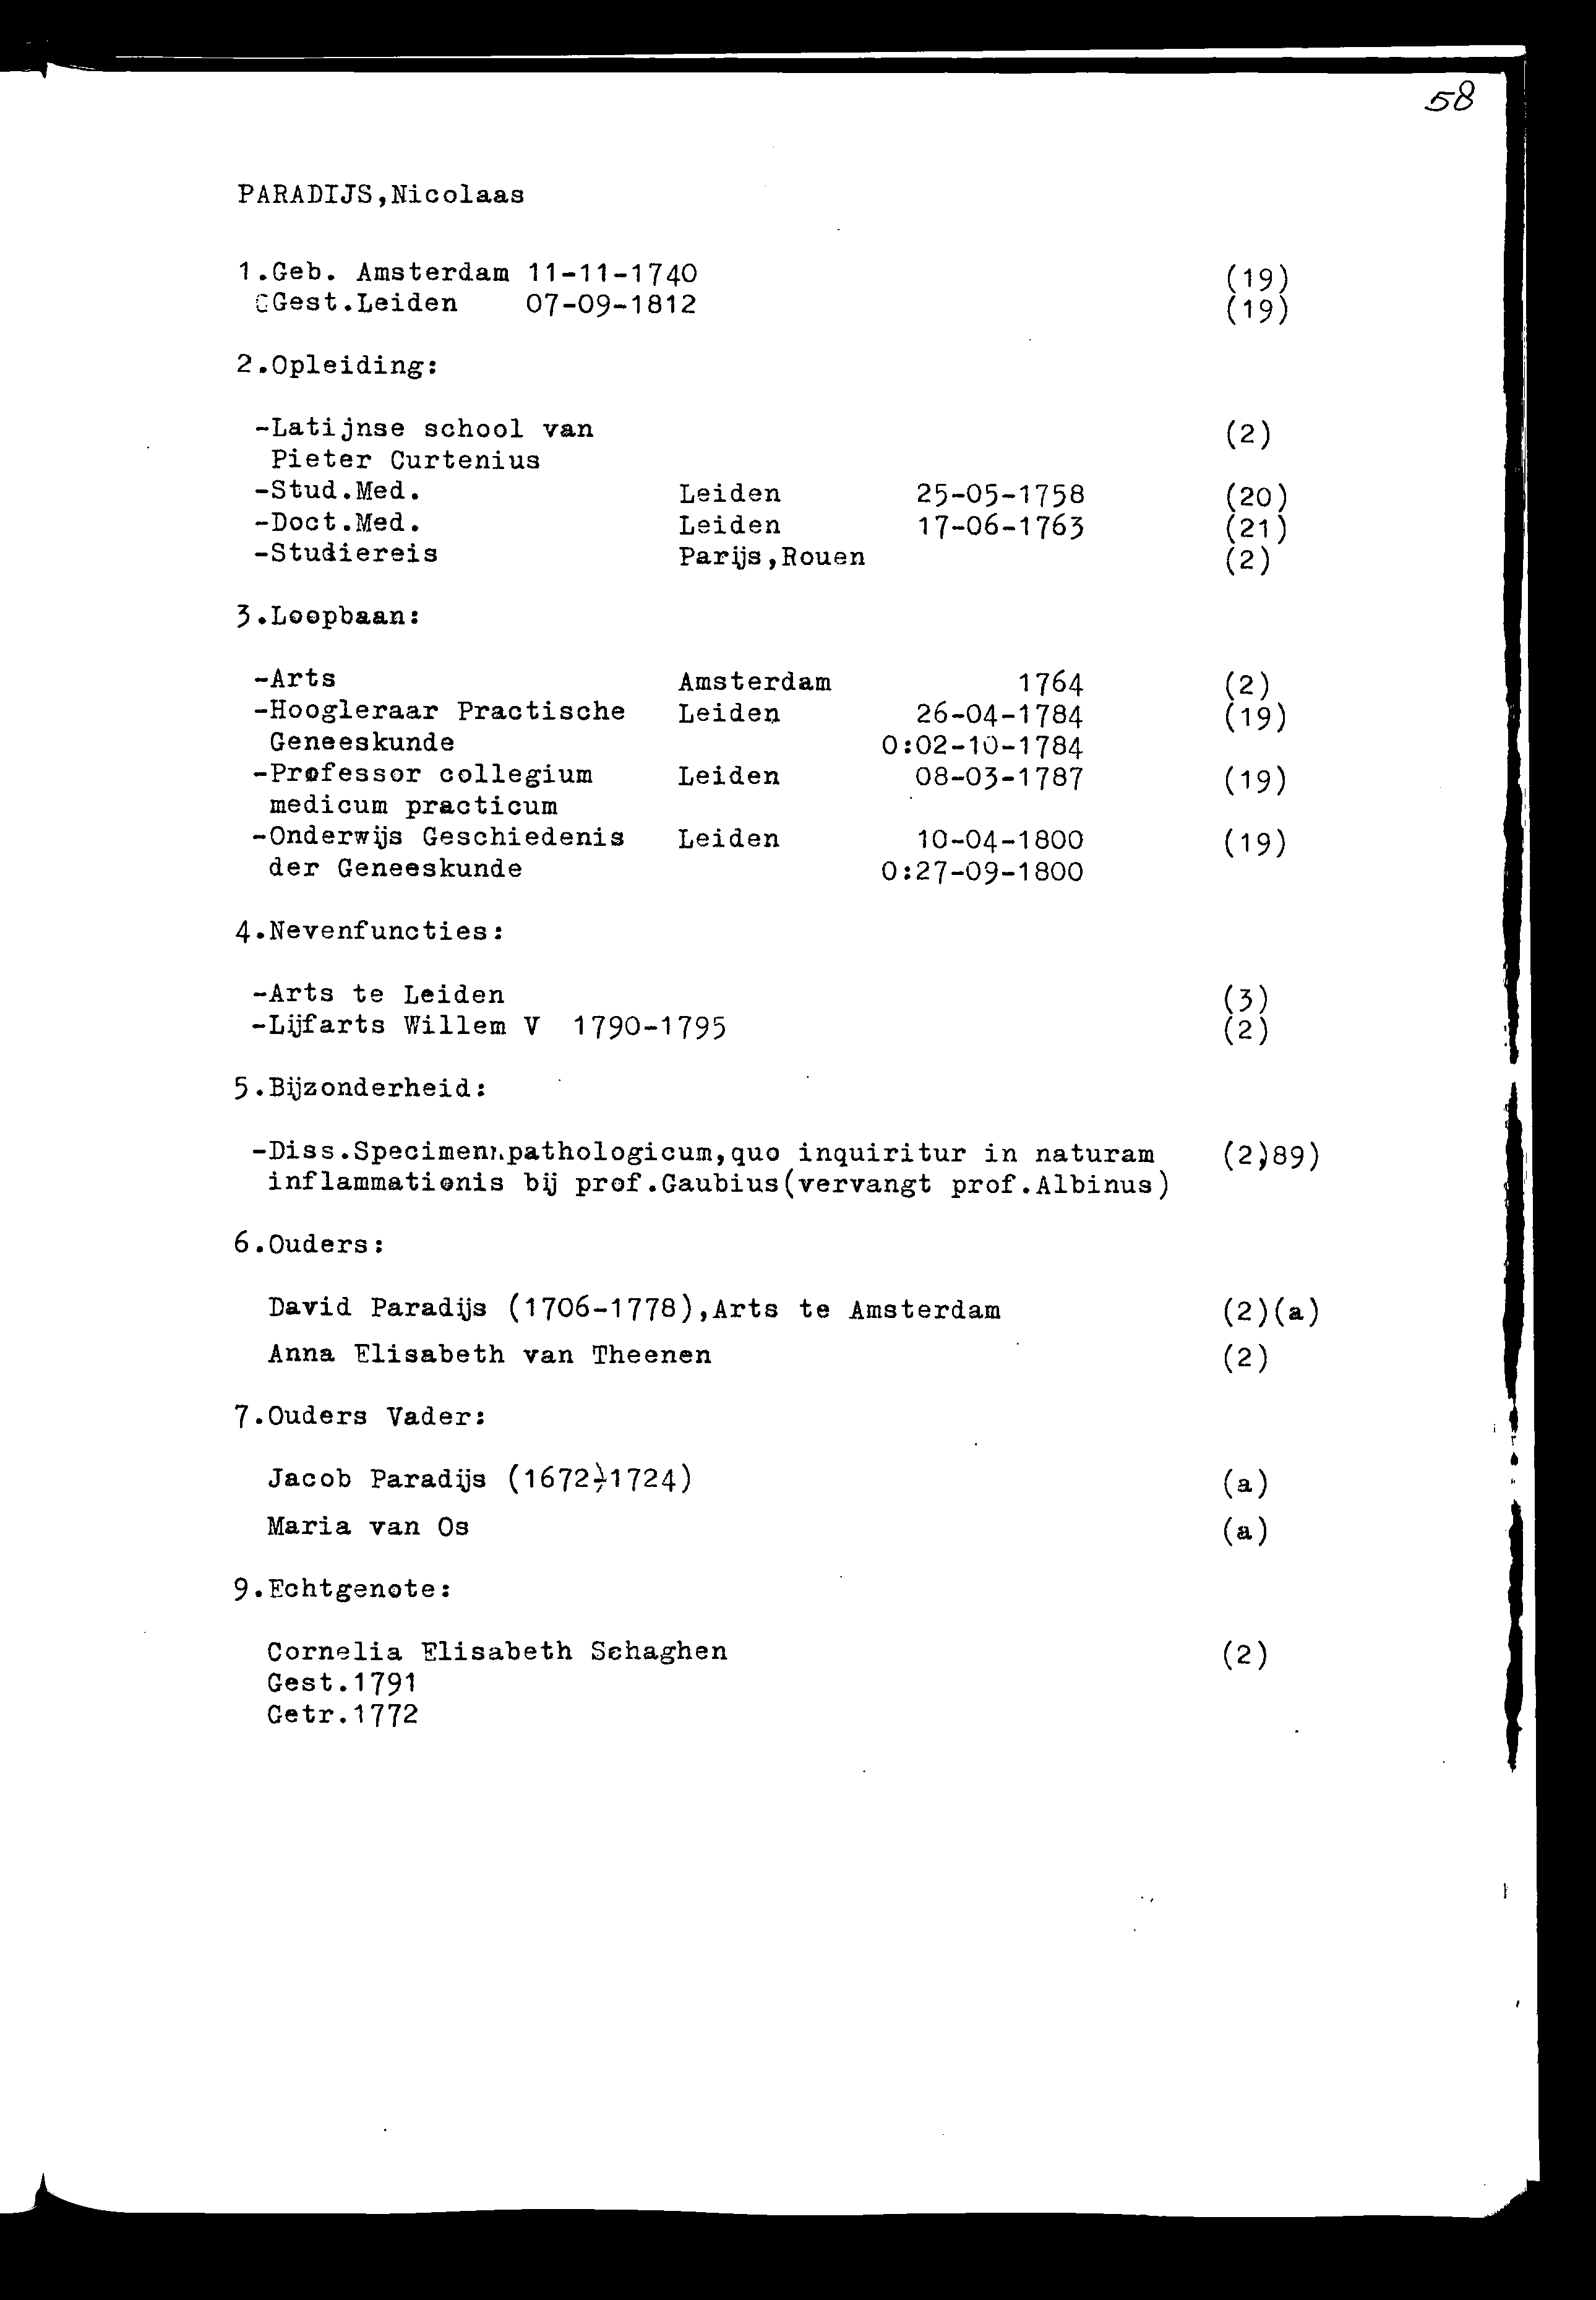 58
PARADIJS,Nicolaas
1.Geb. Amsterdam 11-11-1740 (19)
Gest.Leiden 07-09-1812 (19)
2.Opleiding:
-Latijnse school van (2)
Pieter Curtenius
-Stud.Med. Leiden 25-05-1758 (20)
-Doct.Med. Leiden 17-06-1763 (21)
-Studiereis Parijs,Rouen (2)
3.Loopbaan:
-Arts Amsterdam 1764 (2)
-Hoogleraar Practische Leiden 26-04-1784 (19)
Geneeskunde 0:02-10-1784
-Professor collegium Leiden 08-03-1787 (19)
medicum practicum
-Onderwijs Geschiedenis Leiden 10-04-1800 (19)
der Geneeskunde 0:27-09-1800
4.Nevenfuncties:
-Arts te Leiden (3)
-Lijfarts Willem V 1790-1795 (2)
5.Bijzonderheid:
-Diss.Specimen.pathologicum,quo inquiritur in naturam (2)89)
inflammationis bij prof.Gaubius(vervangt prof.Albinus)
6.Ouders:
David Paradijs (1706-1778),Arts te Amsterdam (2)(a)
Anna Elisabeth van Theenen (2)
7.Ouders Vader:
Jacob Paradijs (1672-1724) (a)
Maria van Os (a)
9.Echtgenote:
Cornelia Elisabeth Schaghen (2)
Gest.1791
Getr.1772